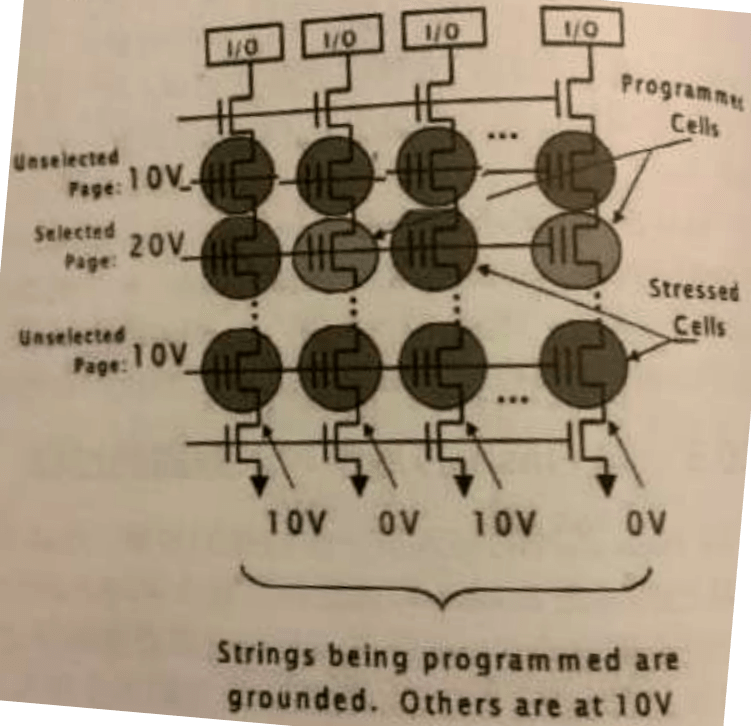 I/O I/O I/O I/O
Programmed
Cells
...
Unselected
Page: 10V
Selected
Page: 20V
Stressed
Cells
Unselected
Page: 10V
...
10V 0V 10V 0V
Strings being programmed are
grounded. Others are at 10V